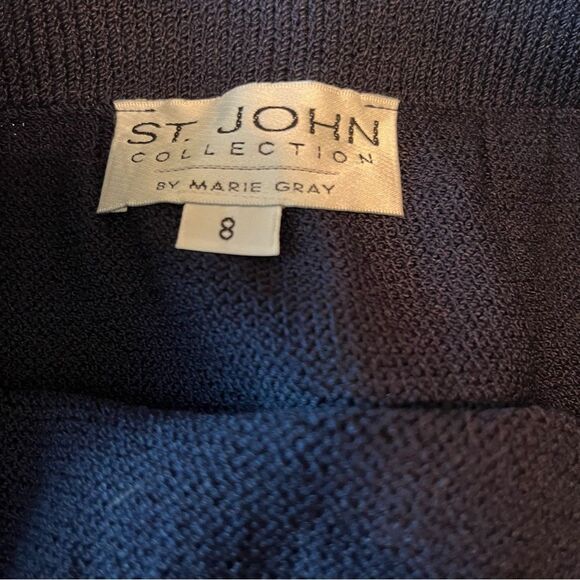 ST. JOHN
COLLECTION
BY MARIE GRAY
8